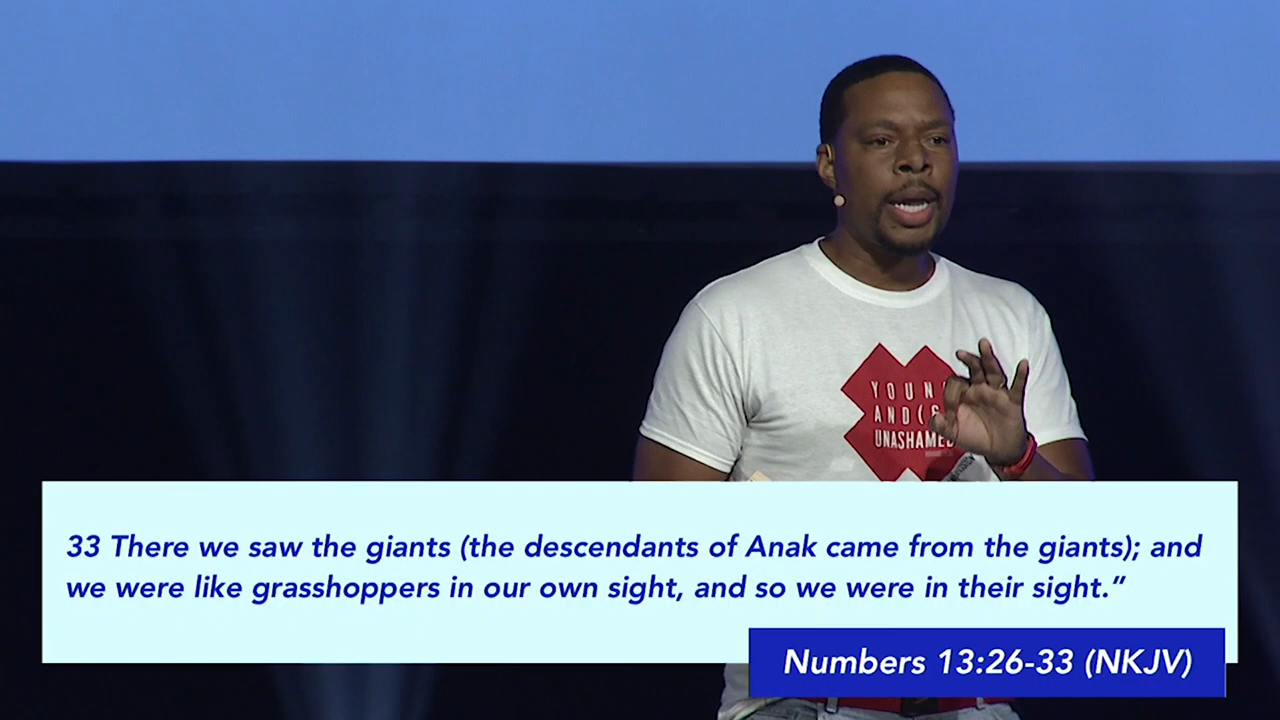 YOUN
AND(
UNASHAMED
33 There we saw the giants (the descendants of Anak came from the giants); and
we were like grasshoppers in our own sight, and so we were in their sight.”
Numbers 13:26-33 (NKJV)